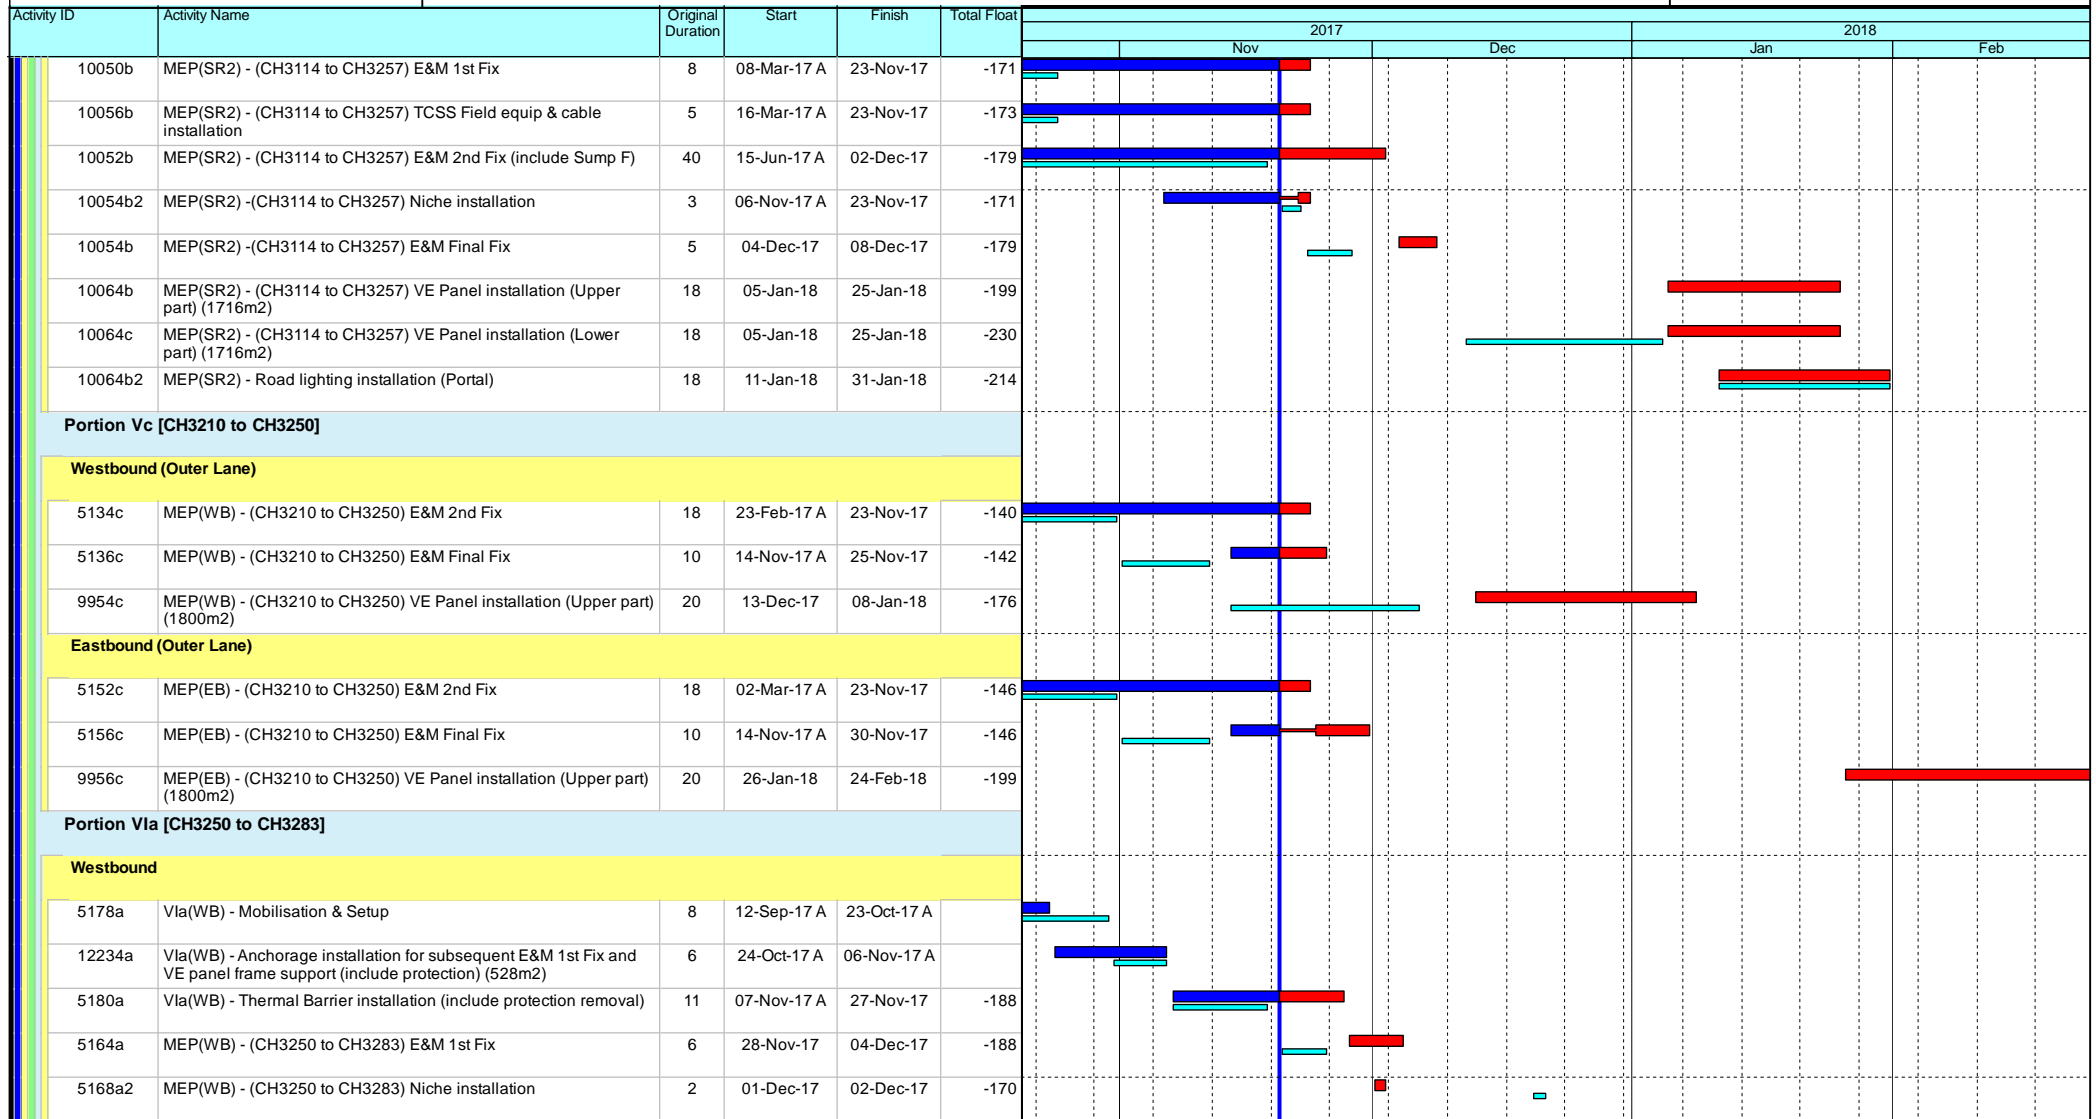 Activity ID Activity Name Original Start Finish Total Float
Duration
2017 2018
Nov Dec Jan Feb
10050b MEP(SR2) - (CH3114 to CH3257) E&M 1st Fix 8 08-Mar-17 A 23-Nov-17 -171
10056b MEP(SR2) - (CH3114 to CH3257) TCSS Field equip & cable 5 16-Mar-17 A 23-Nov-17 -173
installation
10052b MEP(SR2) - (CH3114 to CH3257) E&M 2nd Fix (include Sump F) 40 15-Jun-17 A 02-Dec-17 -179
10054b2 MEP(SR2) -(CH3114 to CH3257) Niche installation 3 06-Nov-17 A 23-Nov-17 -171
10054b MEP(SR2) -(CH3114 to CH3257) E&M Final Fix 5 04-Dec-17 08-Dec-17 -179
10064b MEP(SR2) - (CH3114 to CH3257) VE Panel installation (Upper 18 05-Jan-18 25-Jan-18 -199
part) (1716m2)
10064c MEP(SR2) - (CH3114 to CH3257) VE Panel installation (Lower 18 05-Jan-18 25-Jan-18 -230
part) (1716m2)
10064b2 MEP(SR2) - Road lighting installation (Portal) 18 11-Jan-18 31-Jan-18 -214
Portion Vc [CH3210 to CH3250]
Westbound (Outer Lane)
5134c MEP(WB) - (CH3210 to CH3250) E&M 2nd Fix 18 23-Feb-17 A 23-Nov-17 -140
5136c MEP(WB) - (CH3210 to CH3250) E&M Final Fix 10 14-Nov-17 A 25-Nov-17 -142
9954c MEP(WB) - (CH3210 to CH3250) VE Panel installation (Upper part) 20 13-Dec-17 08-Jan-18 -176
(1800m2)
Eastbound (Outer Lane)
5152c MEP(EB) - (CH3210 to CH3250) E&M 2nd Fix 18 02-Mar-17 A 23-Nov-17 -146
5156c MEP(EB) - (CH3210 to CH3250) E&M Final Fix 10 14-Nov-17 A 30-Nov-17 -146
9956c MEP(EB) - (CH3210 to CH3250) VE Panel installation (Upper part) 20 26-Jan-18 24-Feb-18 -199
(1800m2)
Portion VIa [CH3250 to CH3283]
Westbound
5178a VIa(WB) - Mobilisation & Setup 8 12-Sep-17 A 23-Oct-17 A
12234a VIa(WB) - Anchorage installation for subsequent E&M 1st Fix and 6 24-Oct-17 A 06-Nov-17 A
VE panel frame support (include protection) (528m2)
5180a VIa(WB) - Thermal Barrier installation (include protection removal) 11 07-Nov-17 A 27-Nov-17 -188
5164a MEP(WB) - (CH3250 to CH3283) E&M 1st Fix 6 28-Nov-17 04-Dec-17 -188
5168a2 MEP(WB) - (CH3250 to CH3283) Niche installation 2 01-Dec-17 02-Dec-17 -170